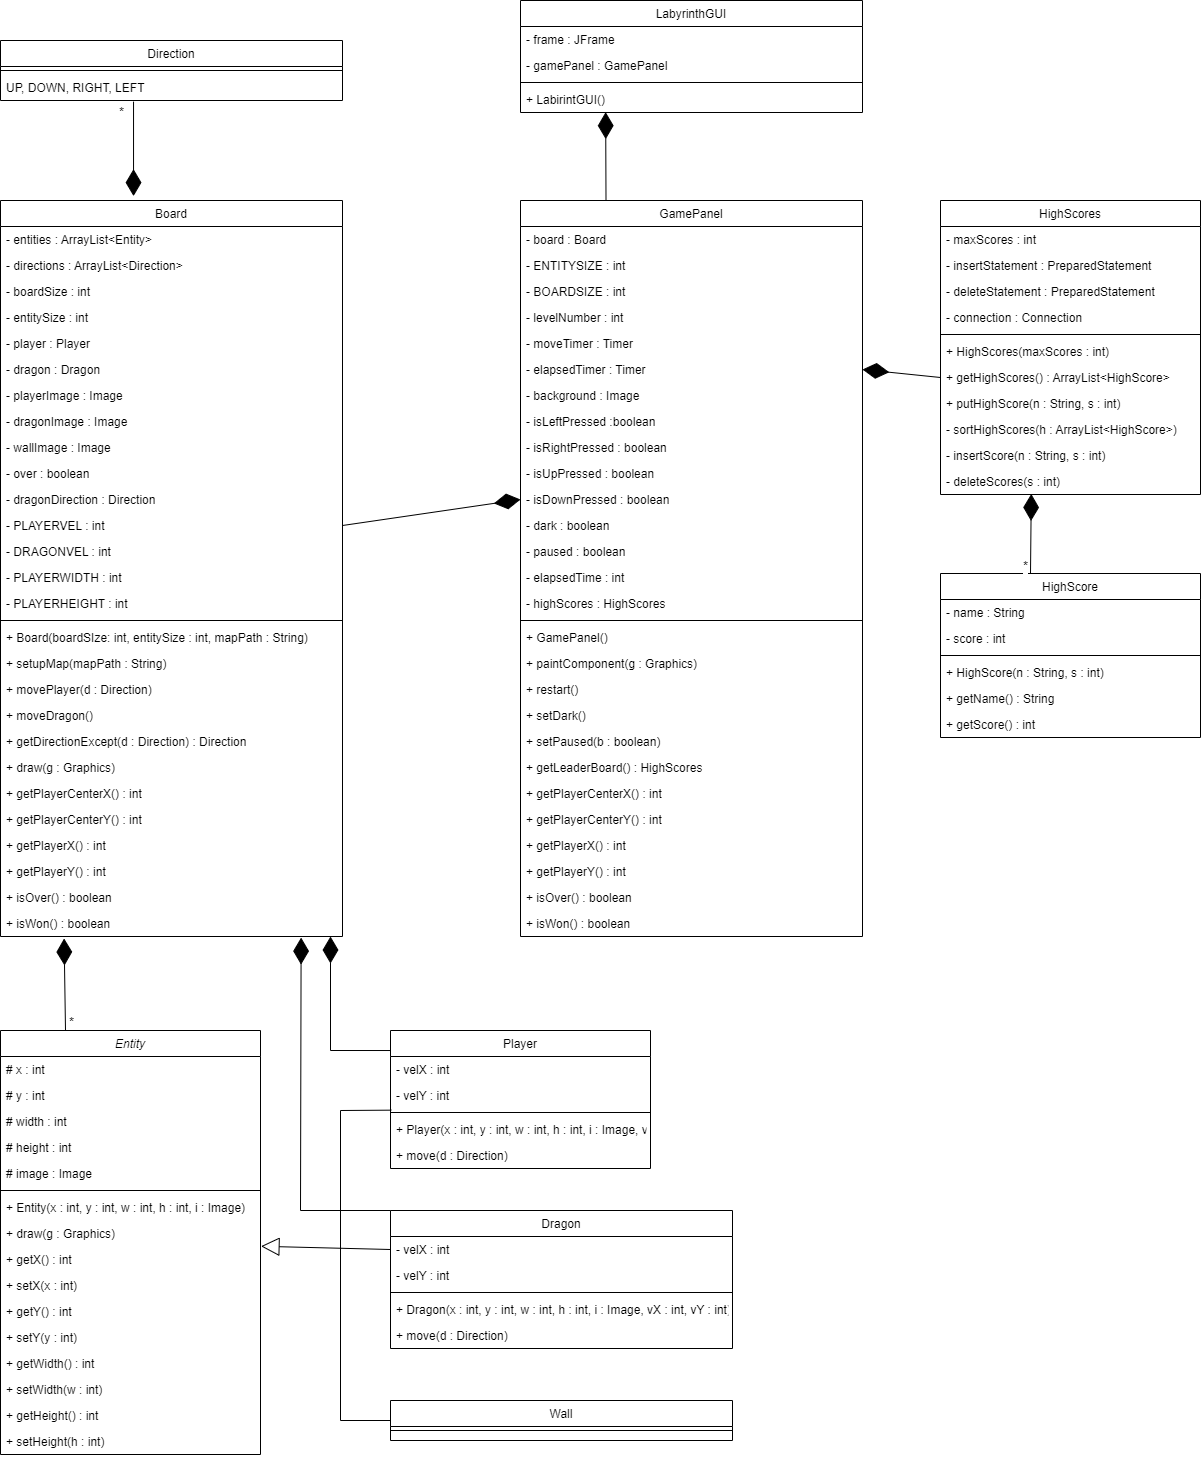 LabyrinthGUI
- frame : JFrame
- gamePanel : GamePanel
+ LabirintGUI()
Direction
UP, DOWN, RIGHT, LEFT
*
Board
- entities : ArrayList<Entity>
- directions : ArrayList<Direction>
- boardSize : int
- entitySize : int
- player : Player
- dragon : Dragon
- playerImage : Image
- dragonImage : Image
- wallImage : Image
- over : boolean
- dragonDirection : Direction
- PLAYERVEL : int
- DRAGONVEL : int
- PLAYERWIDTH : int
- PLAYERHEIGHT : int
+ Board(boardSIze: int, entitySize : int, mapPath : String)
+ setupMap(mapPath : String)
+ movePlayer(d : Direction)
+ moveDragon()
+ getDirectionExcept(d : Direction) : Direction
+ draw(g : Graphics)
+ getPlayerCenterX() : int
+ getPlayerCenterY() : int
+ getPlayerX() : int
+ getPlayerY() : int
+ isOver() : boolean
+ isWon() : boolean
GamePanel
- board : Board
- ENTITYSIZE : int
- BOARDSIZE : int
- levelNumber : int
- moveTimer : Timer
- elapsedTimer : Timer
- background : Image
- isLeftPressed :boolean
- isRightPressed : boolean
- isUpPressed : boolean
- isDownPressed : boolean
- dark : boolean
- paused : boolean
- elapsedTime : int
- highScores : HighScores
+ GamePanel()
+ paintComponent(g : Graphics)
+ restart()
+ setDark()
+ setPaused(b : boolean)
+ getLeaderBoard() : HighScores
+ getPlayerCenterX() : int
+ getPlayerCenterY() : int
+ getPlayerX() : int
+ getPlayerY() : int
+ isOver() : boolean
+ isWon() : boolean
HighScores
- maxScores : int
- insertStatement : PreparedStatement
- deleteStatement : PreparedStatement
- connection : Connection
+ HighScores(maxScores : int)
+ getHighScores() : ArrayList<HighScore>
+ putHighScore(n : String, s : int)
- sortHighScores(h : ArrayList<HighScore>)
- insertScore(n : String, s : int)
- deleteScores(s : int)
*
HighScore
- name : String
- score : int
+ HighScore(n : String, s : int)
+ getName() : String
+ getScore() : int
*
Entity
# x : int
# y : int
# width : int
# height : int
# image : Image
+ Entity(x : int, y : int, w : int, h : int, i : Image)
+ draw(g : Graphics)
+ getX() : int
+ setX(x : int)
+ getY() : int
+ setY(y : int)
+ getWidth() : int
+ setWidth(w : int)
+ getHeight() : int
+ setHeight(h : int)
Player
- velX : int
- velY : int
+ Player(x : int, y : int, w : int, h : int, i : Image,
+ move(d : Direction)
Dragon
- velX : int
- velY : int
+ Dragon(x : int, y : int, w : int, h : int, i : Image, vX : int, vY : int
+ move(d : Direction)
Wall